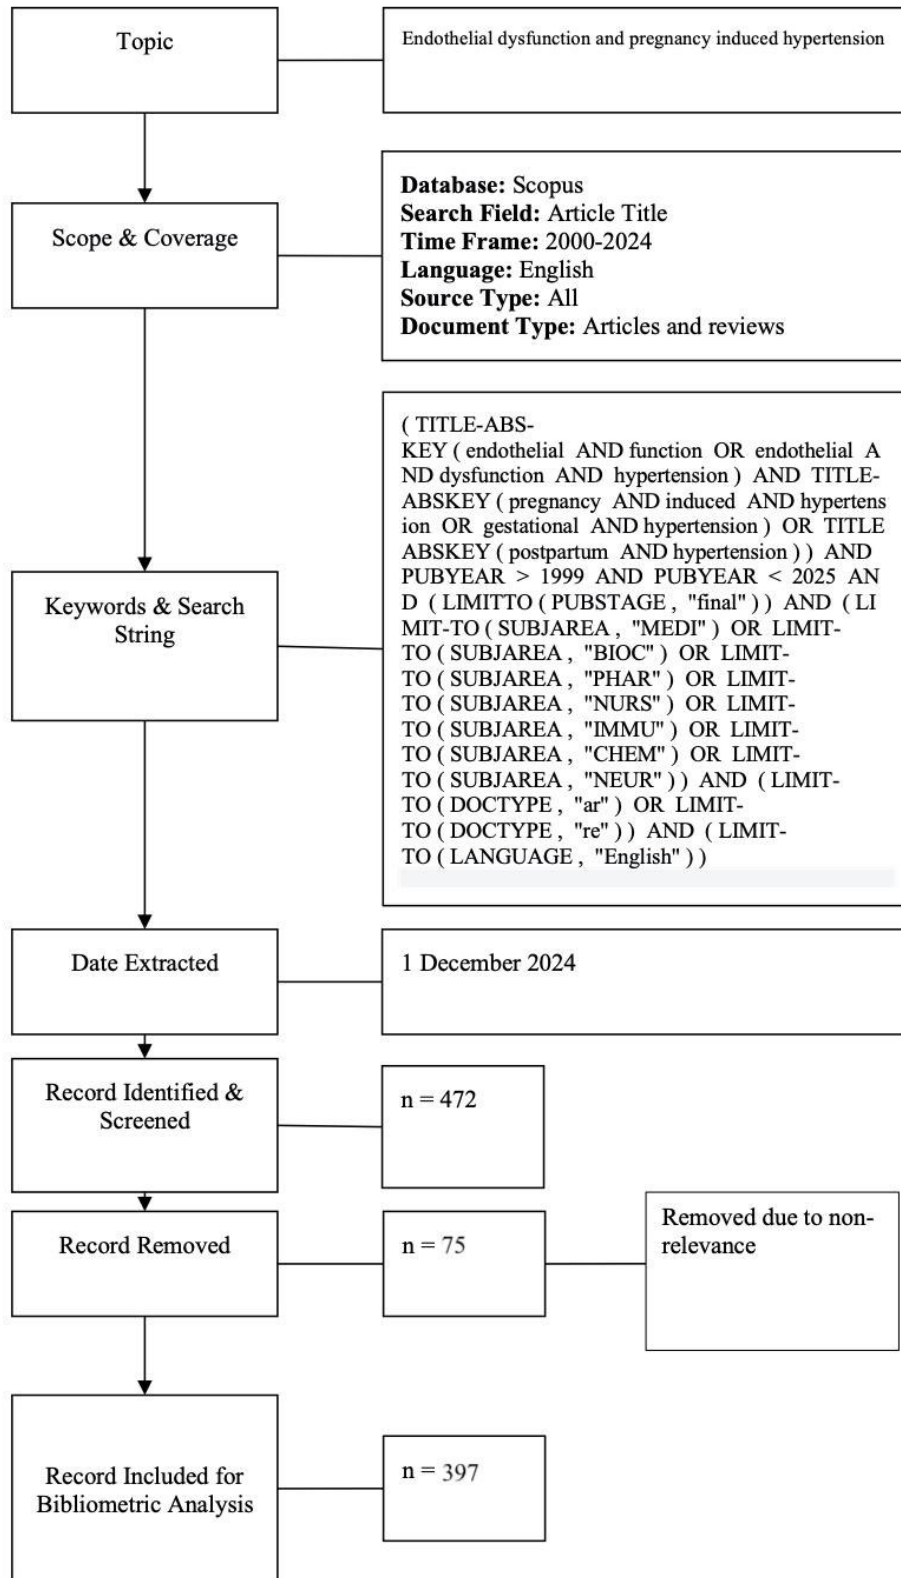 Topic
Endothelial dysfunction and pregnancy induced hypertension
Scope & Coverage
Database: Scopus
Search Field: Article Title
Time Frame: 2000-2024
Language: English
Source Type: All
Document Type: Articles and reviews
Keywords & Search
String
( TITLE-ABS-
KEY ( endothelial AND function OR endothelial A
ND dysfunction AND hypertension ) AND TITLE-
ABSKEY ( pregnancy AND induced AND hypertens
ion OR gestational AND hypertension ) OR TITLE
ABSKEY ( postpartum AND hypertension ) ) AND
PUBYEAR > 1999 AND PUBYEAR < 2025 AN
D ( LIMITTO ( PUBSTAGE , "final" ) ) AND ( LI
MIT-TO ( SUBJAREA , "MEDI" ) OR LIMIT-
TO ( SUBJAREA , "BIOC" ) OR LIMIT-
TO ( SUBJAREA , "PHAR" ) OR LIMIT-
TO ( SUBJAREA , "NURS" ) OR LIMIT-
TO ( SUBJAREA , "IMMU" ) OR LIMIT-
TO ( SUBJAREA , "CHEM" ) OR LIMIT-
TO ( SUBJAREA , "NEUR" ) ) AND ( LIMIT-
TO ( DOCTYPE , "ar" ) OR LIMIT-
TO ( DOCTYPE , "re" ) ) AND ( LIMIT-
TO ( LANGUAGE , "English" ) )
Date Extracted
1 December 2024
Record Identified &
Screened
n = 472
Record Removed
n = 75
Removed due to non-
relevance
Record Included for
Bibliometric Analysis
n = 397